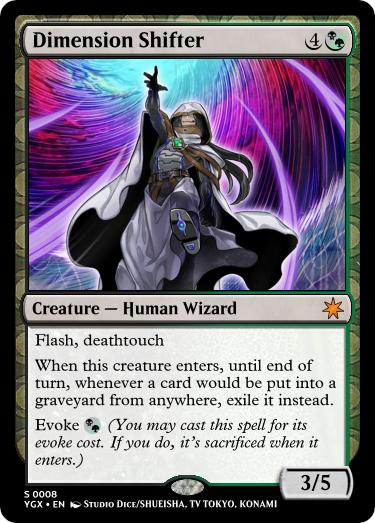 Dimension Shifter 4
Creature — Human Wizard
Flash, deathtouch
When this creature enters, until end of
turn, whenever a card would be put into a
graveyard from anywhere, exile it instead.
Evoke (You may cast this spell for its
evoke cost. If you do, it's sacrificed when it
enters.)
3/5
S 0008
YGX • EN Studio Dice/SHUEISHA, TV TOKYO, KONAMI